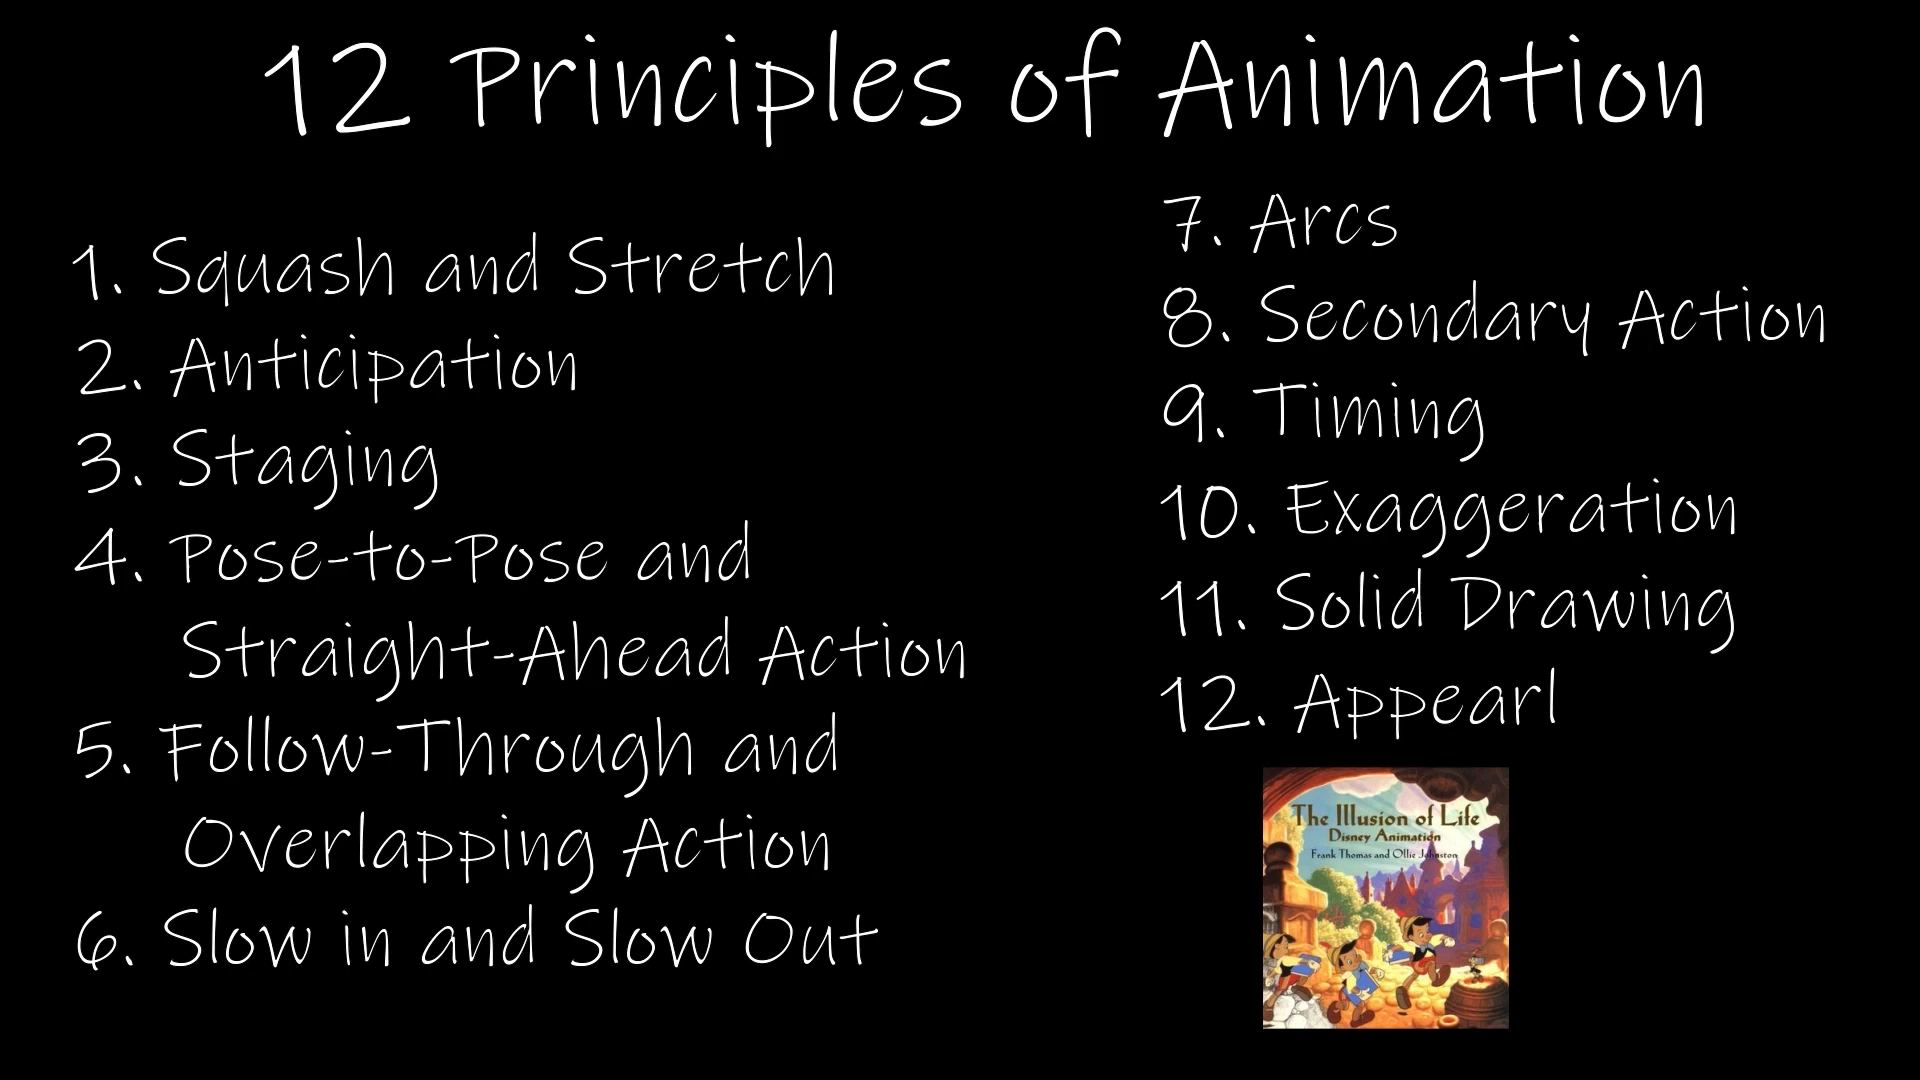 12 Principles of Animation
1. Squash and Stretch
2. Anticipation
3. Staging
4. Pose-to-Pose and
Straight-Ahead Action
5. Follow-Through and
Overlapping Action
6. Slow in and Slow Out
7. Arcs
8. Secondary Action
9. Timing
10. Exaggeration
11. Solid Drawing
12. Appearl
The Illusion of Life
Disney Animation
Frank Thomas and Ollie Johnston